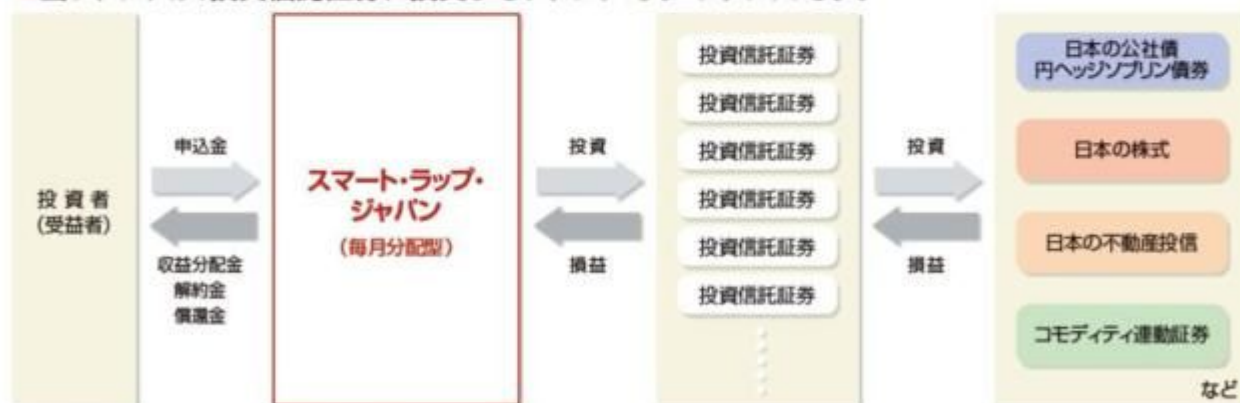 投資者
(受益者)
申込金
収益分配金
解約金
償還金
スマート・ラップ・
ジャパン
(毎月分配型)
投資
損益
投資信託証券
投資信託証券
投資信託証券
投資信託証券
投資信託証券
投資信託証券
投資
損益
日本の公社債
円ヘッジソブリン債券
日本の株式
日本の不動産投信
コモディティ連動証券
など